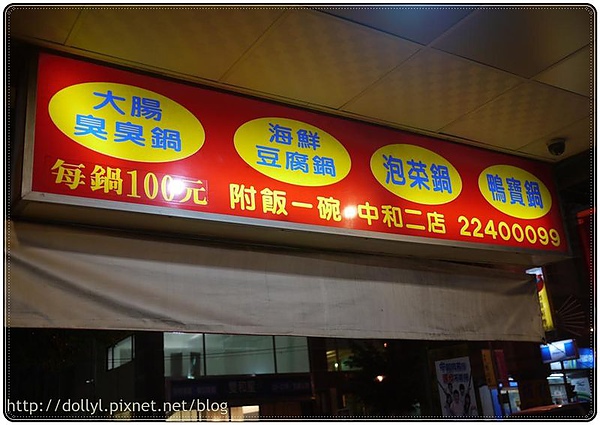 大腸
臭臭鍋
海鮮
豆腐鍋
泡菜鍋
鴨寶鍋
每鍋100元
附飯一碗 中和二店 22400099
http://dollyl.pixnet.net/blog